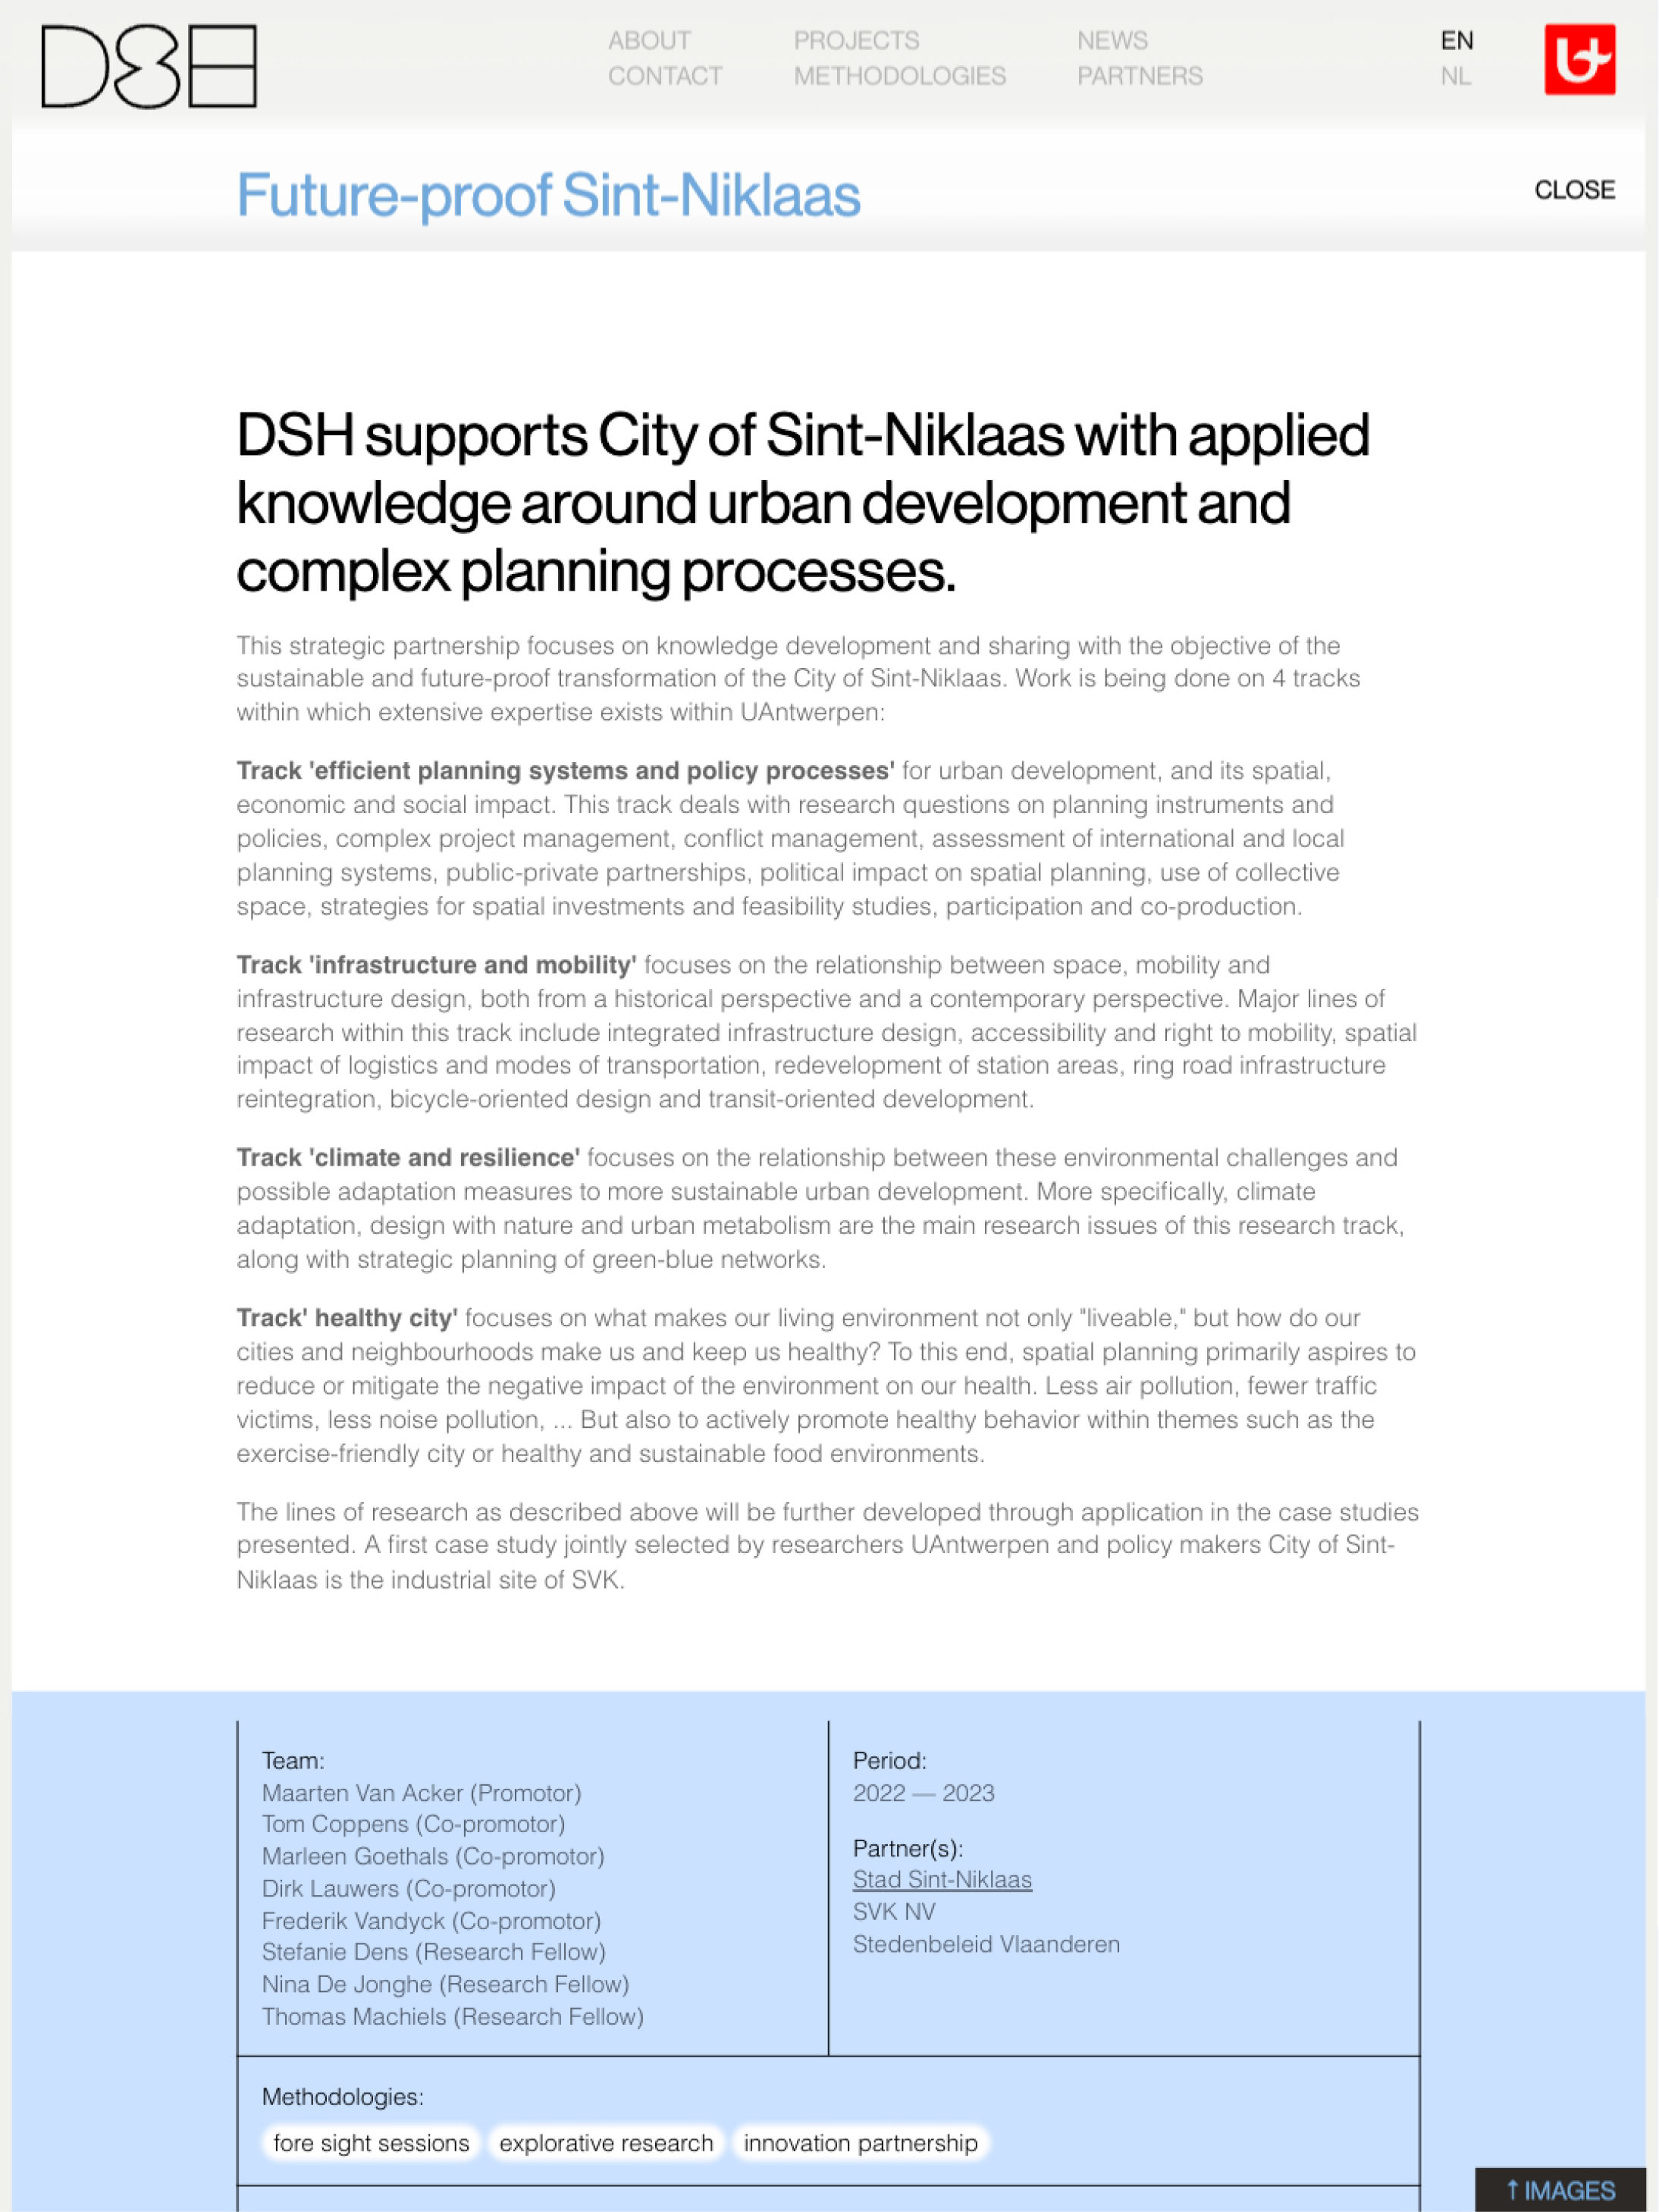 DSH
ABOUT PROJECTS NEWS EN
CONTACT METHODOLOGIES PARTNERS NL
Future-proof Sint-Niklaas
CLOSE
DSH supports City of Sint-Niklaas with applied
knowledge around urban development and
complex planning processes.
This strategic partnership focuses on knowledge development and sharing with the objective of the
sustainable and future-proof transformation of the City of Sint-Niklaas. Work is being done on 4 tracks
within which extensive expertise exists within UAntwerpen:
Track 'efficient planning systems and policy processes' for urban development, and its spatial,
economic and social impact. This track deals with research questions on planning instruments and
policies, complex project management, conflict management, assessment of international and local
planning systems, public-private partnerships, political impact on spatial planning, use of collective
space, strategies for spatial investments and feasibility studies, participation and co-production.
Track 'infrastructure and mobility' focuses on the relationship between space, mobility and
infrastructure design, both from a historical perspective and a contemporary perspective. Major lines of
research within this track include integrated infrastructure design, accessibility and right to mobility, spatial
impact of logistics and modes of transportation, redevelopment of station areas, ring road infrastructure
reintegration, bicycle-oriented design and transit-oriented development.
Track 'climate and resilience' focuses on the relationship between these environmental challenges and
possible adaptation measures to more sustainable urban development. More specifically, climate
adaptation, design with nature and urban metabolism are the main research issues of this research track,
along with strategic planning of green-blue networks.
Track' healthy city' focuses on what makes our living environment not only "liveable," but how do our
cities and neighbourhoods make us and keep us healthy? To this end, spatial planning primarily aspires to
reduce or mitigate the negative impact of the environment on our health. Less air pollution, fewer traffic
victims, less noise pollution, ... But also to actively promote healthy behavior within themes such as the
exercise-friendly city or healthy and sustainable food environments.
The lines of research as described above will be further developed through application in the case studies
presented. A first case study jointly selected by researchers UAntwerpen and policy makers City of Sint-
Niklaas is the industrial site of SVK.
Team:
Maarten Van Acker (Promotor)
Tom Coppens (Co-promotor)
Marleen Goethals (Co-promotor)
Dirk Lauwers (Co-promotor)
Frederik Vandyck (Co-promotor)
Stefanie Dens (Research Fellow)
Nina De Jonghe (Research Fellow)
Thomas Machiels (Research Fellow)
Period:
2022 — 2023
Partner(s):
Stad Sint-Niklaas
SVK NV
Stedenbeleid Vlaanderen
Methodologies:
fore sight sessions explorative research innovation partnership
↑ IMAGES